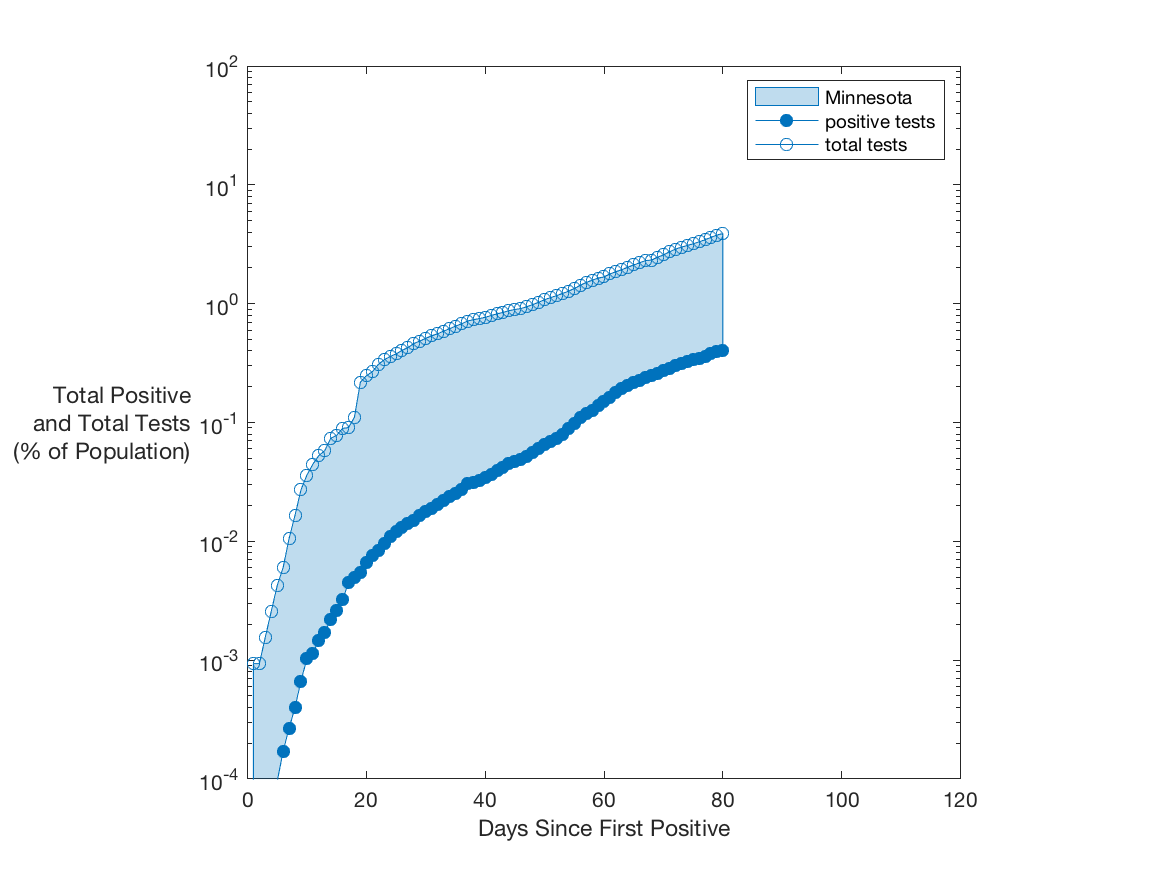 10^2
10^1
10^0
10^-1
10^-2
10^-3
10^-4
Total Positive
and Total Tests
(% of Population)
0 20 40 60 80 100 120
Days Since First Positive
Minnesota
positive tests
total tests